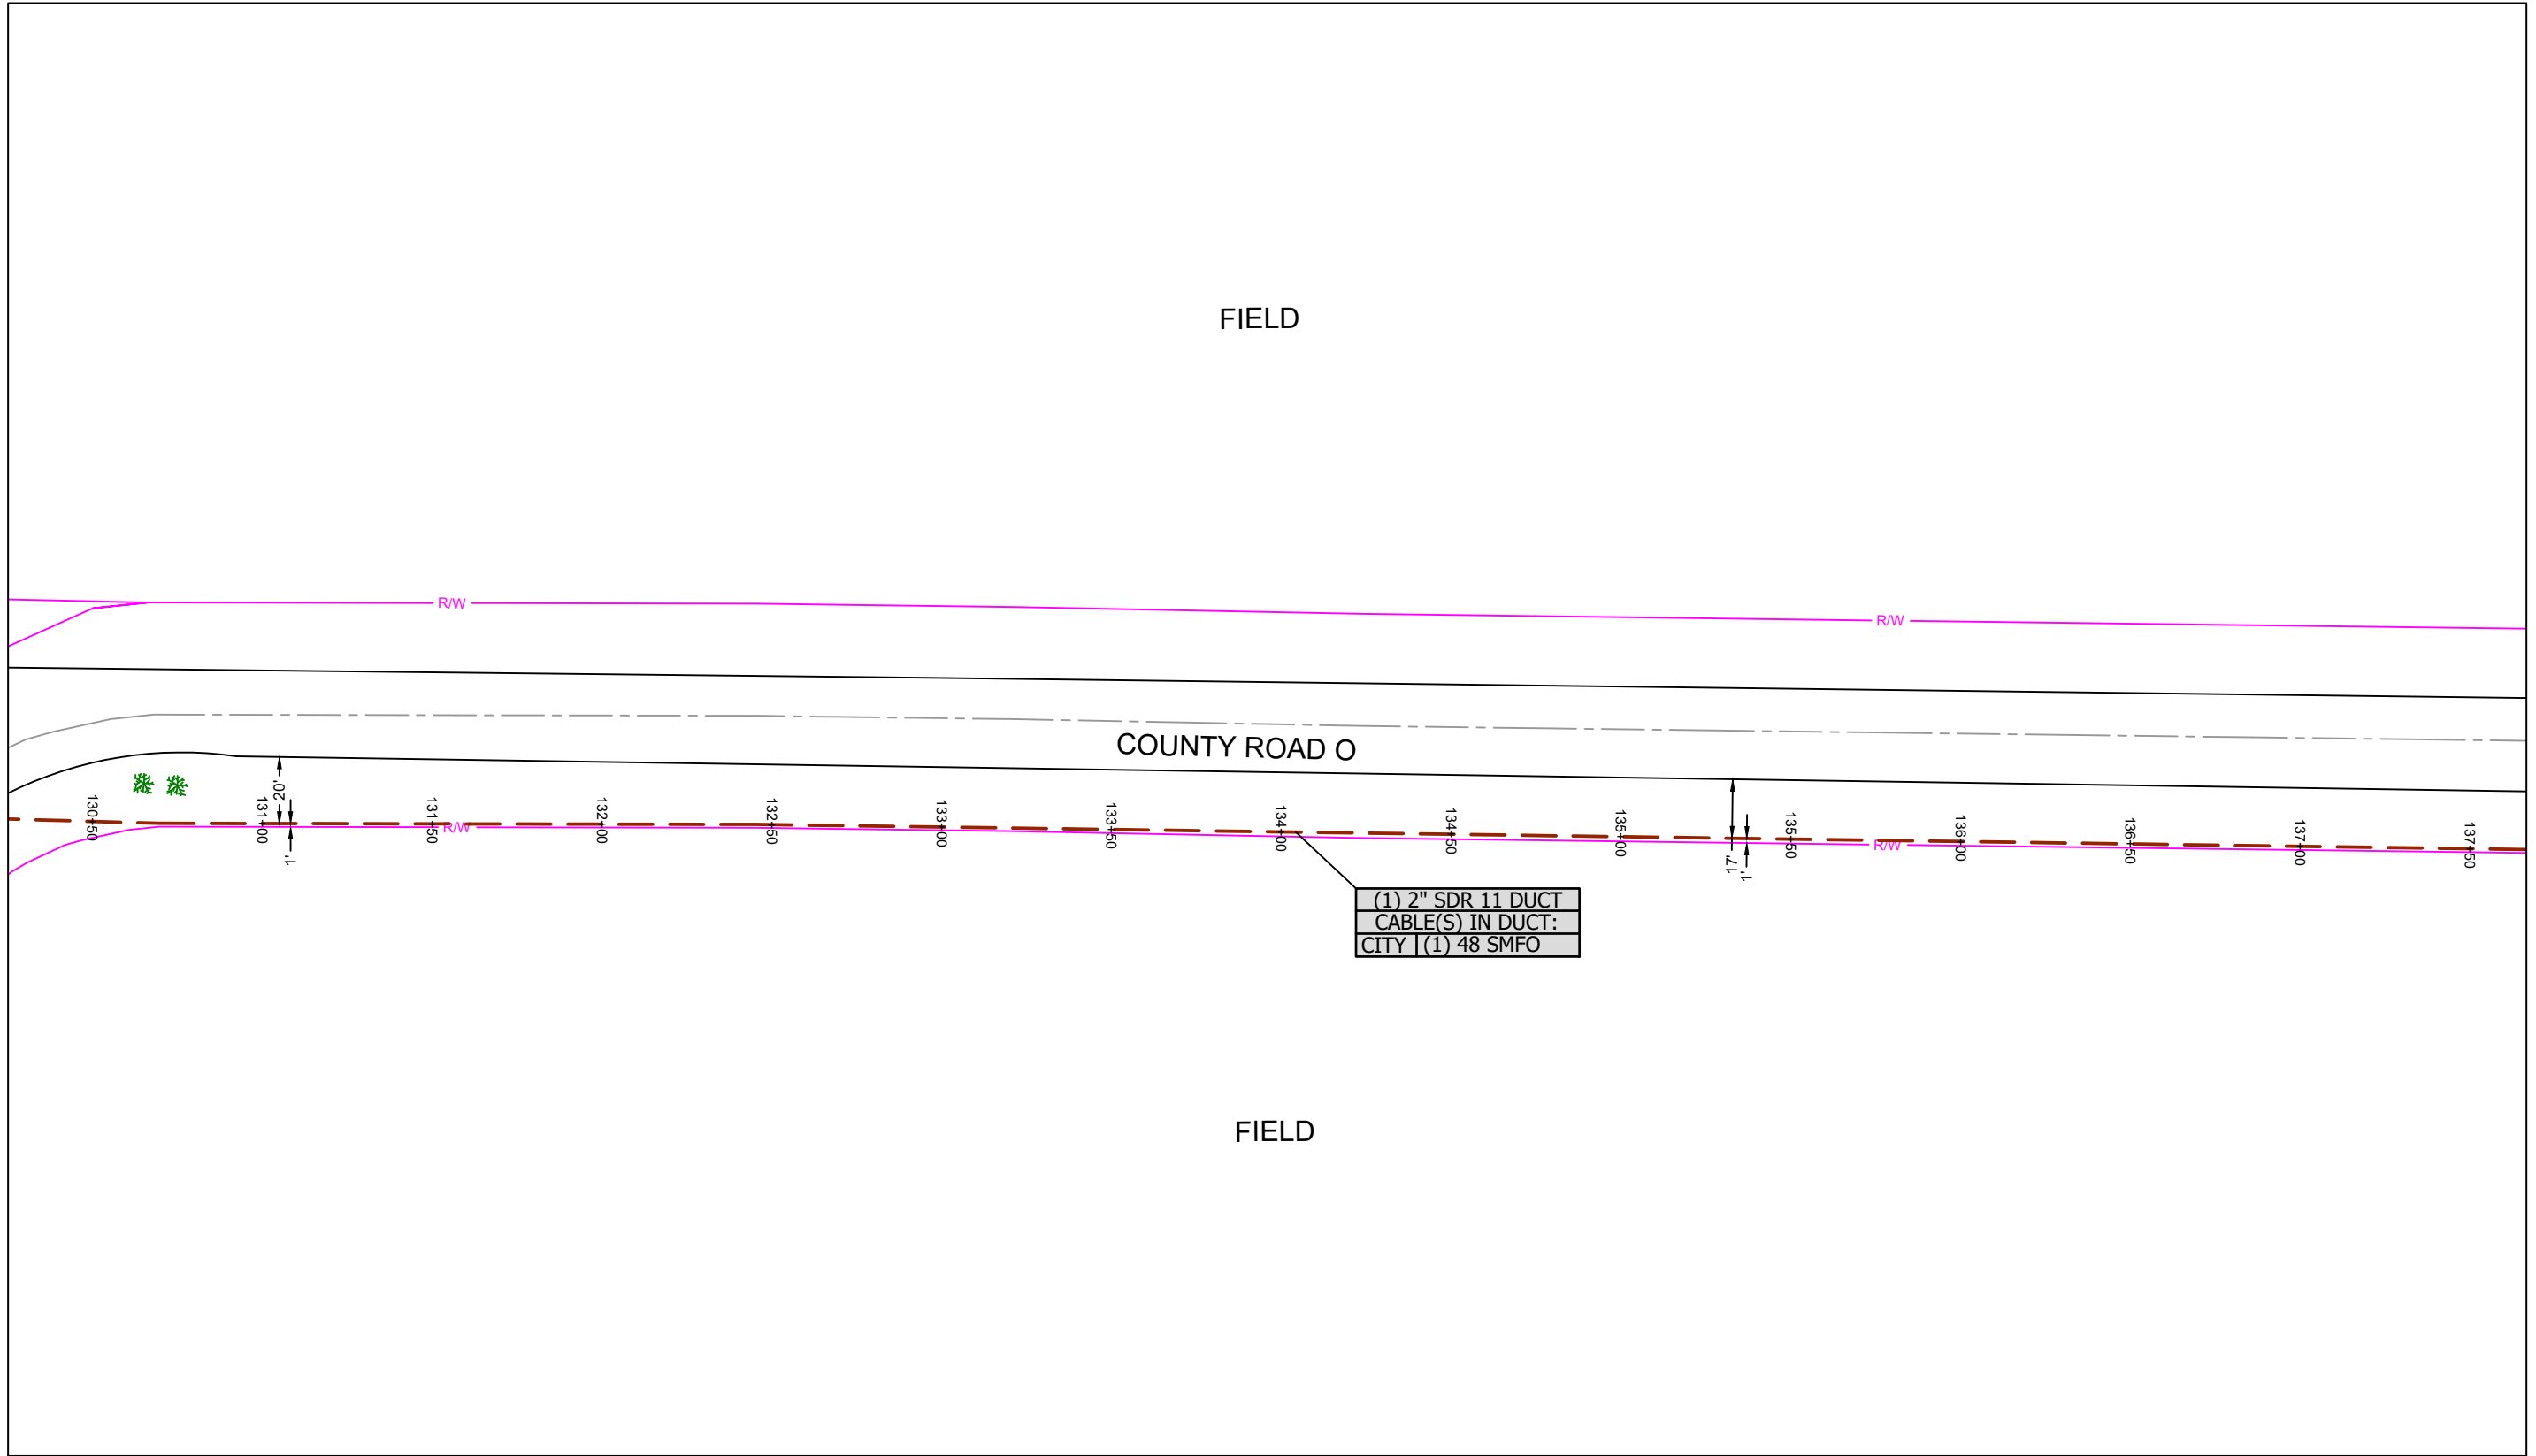 FIELD
R/W
R/W
COUNTY ROAD O
20'
1'
130+50
131+00
131+50
R/W
132+00
132+50
133+00
133+50
134+00
134+50
135+00
17'
1'
135+50
R/W
136+00
136+50
137+00
137+50
(1) 2" SDR 11 DUCT
CABLE(S) IN DUCT:
CITY (1) 48 SMFO
FIELD